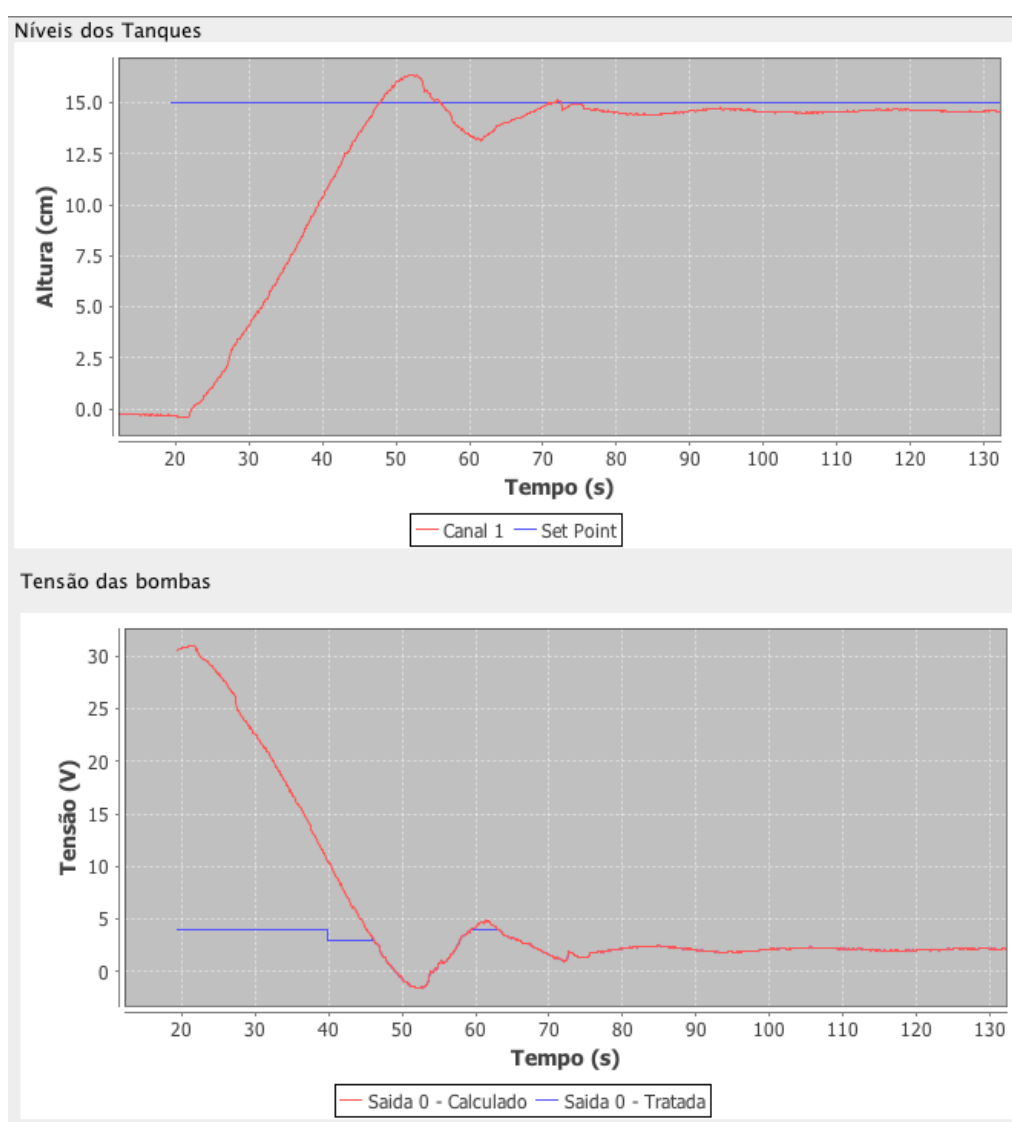 Níveis dos Tanques
15.0
12.5
10.0
7.5
5.0
2.5
0.0
Altura (cm)
20 30 40 50 60 70 80 90 100 110 120 130
Tempo (s)
Canal 1 Set Point
Tensão das bombas
30
25
20
15
10
5
0
Tensão (V)
20 30 40 50 60 70 80 90 100 110 120 130
Tempo (s)
Saida 0 - Calculado Saida 0 - Tratada